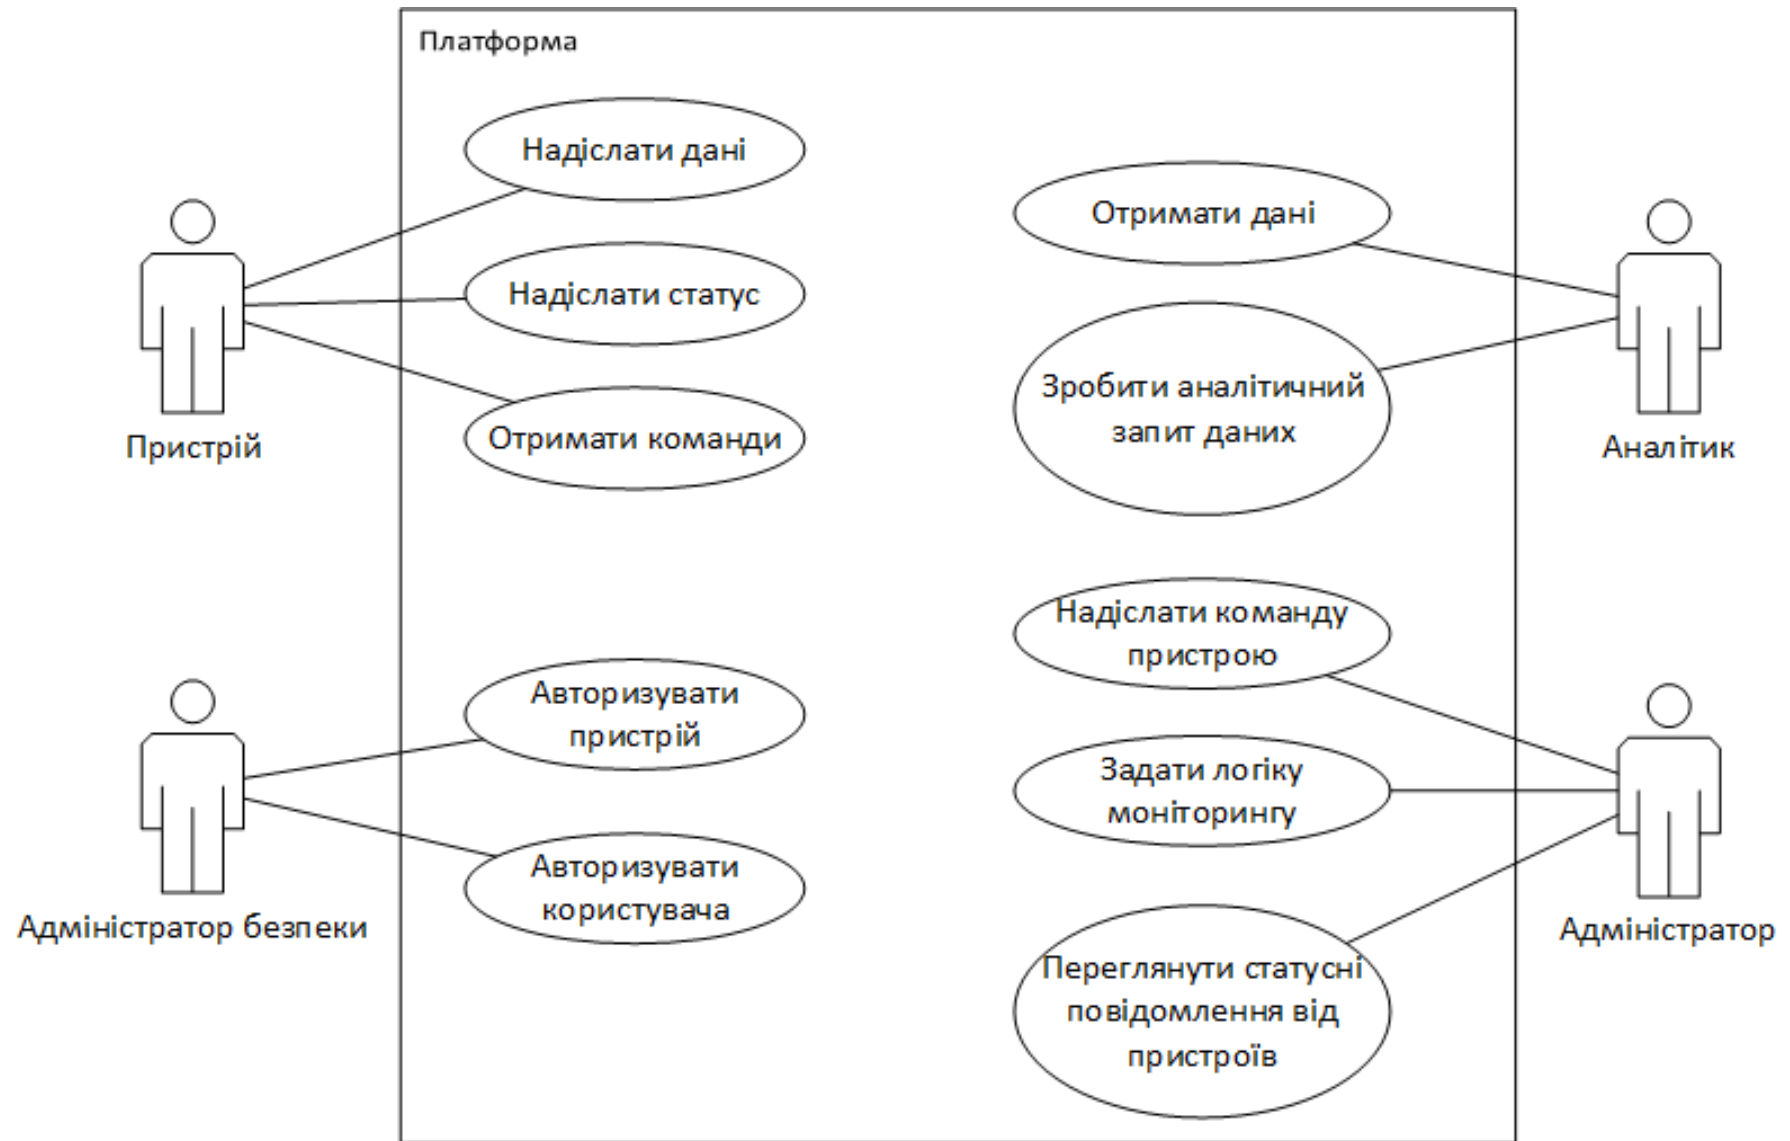 Платформа
Надіслати дані
Надіслати статус
Отримати команди
Пристрій
Отримати дані
Зробити аналітичний
запит даних
Аналітик
Авторизувати
пристрій
Авторизувати
користувача
Адміністратор безпеки
Надіслати команду
пристрою
Задати логіку
моніторингу
Переглянути статусні
повідомлення від
пристроїв
Адміністратор